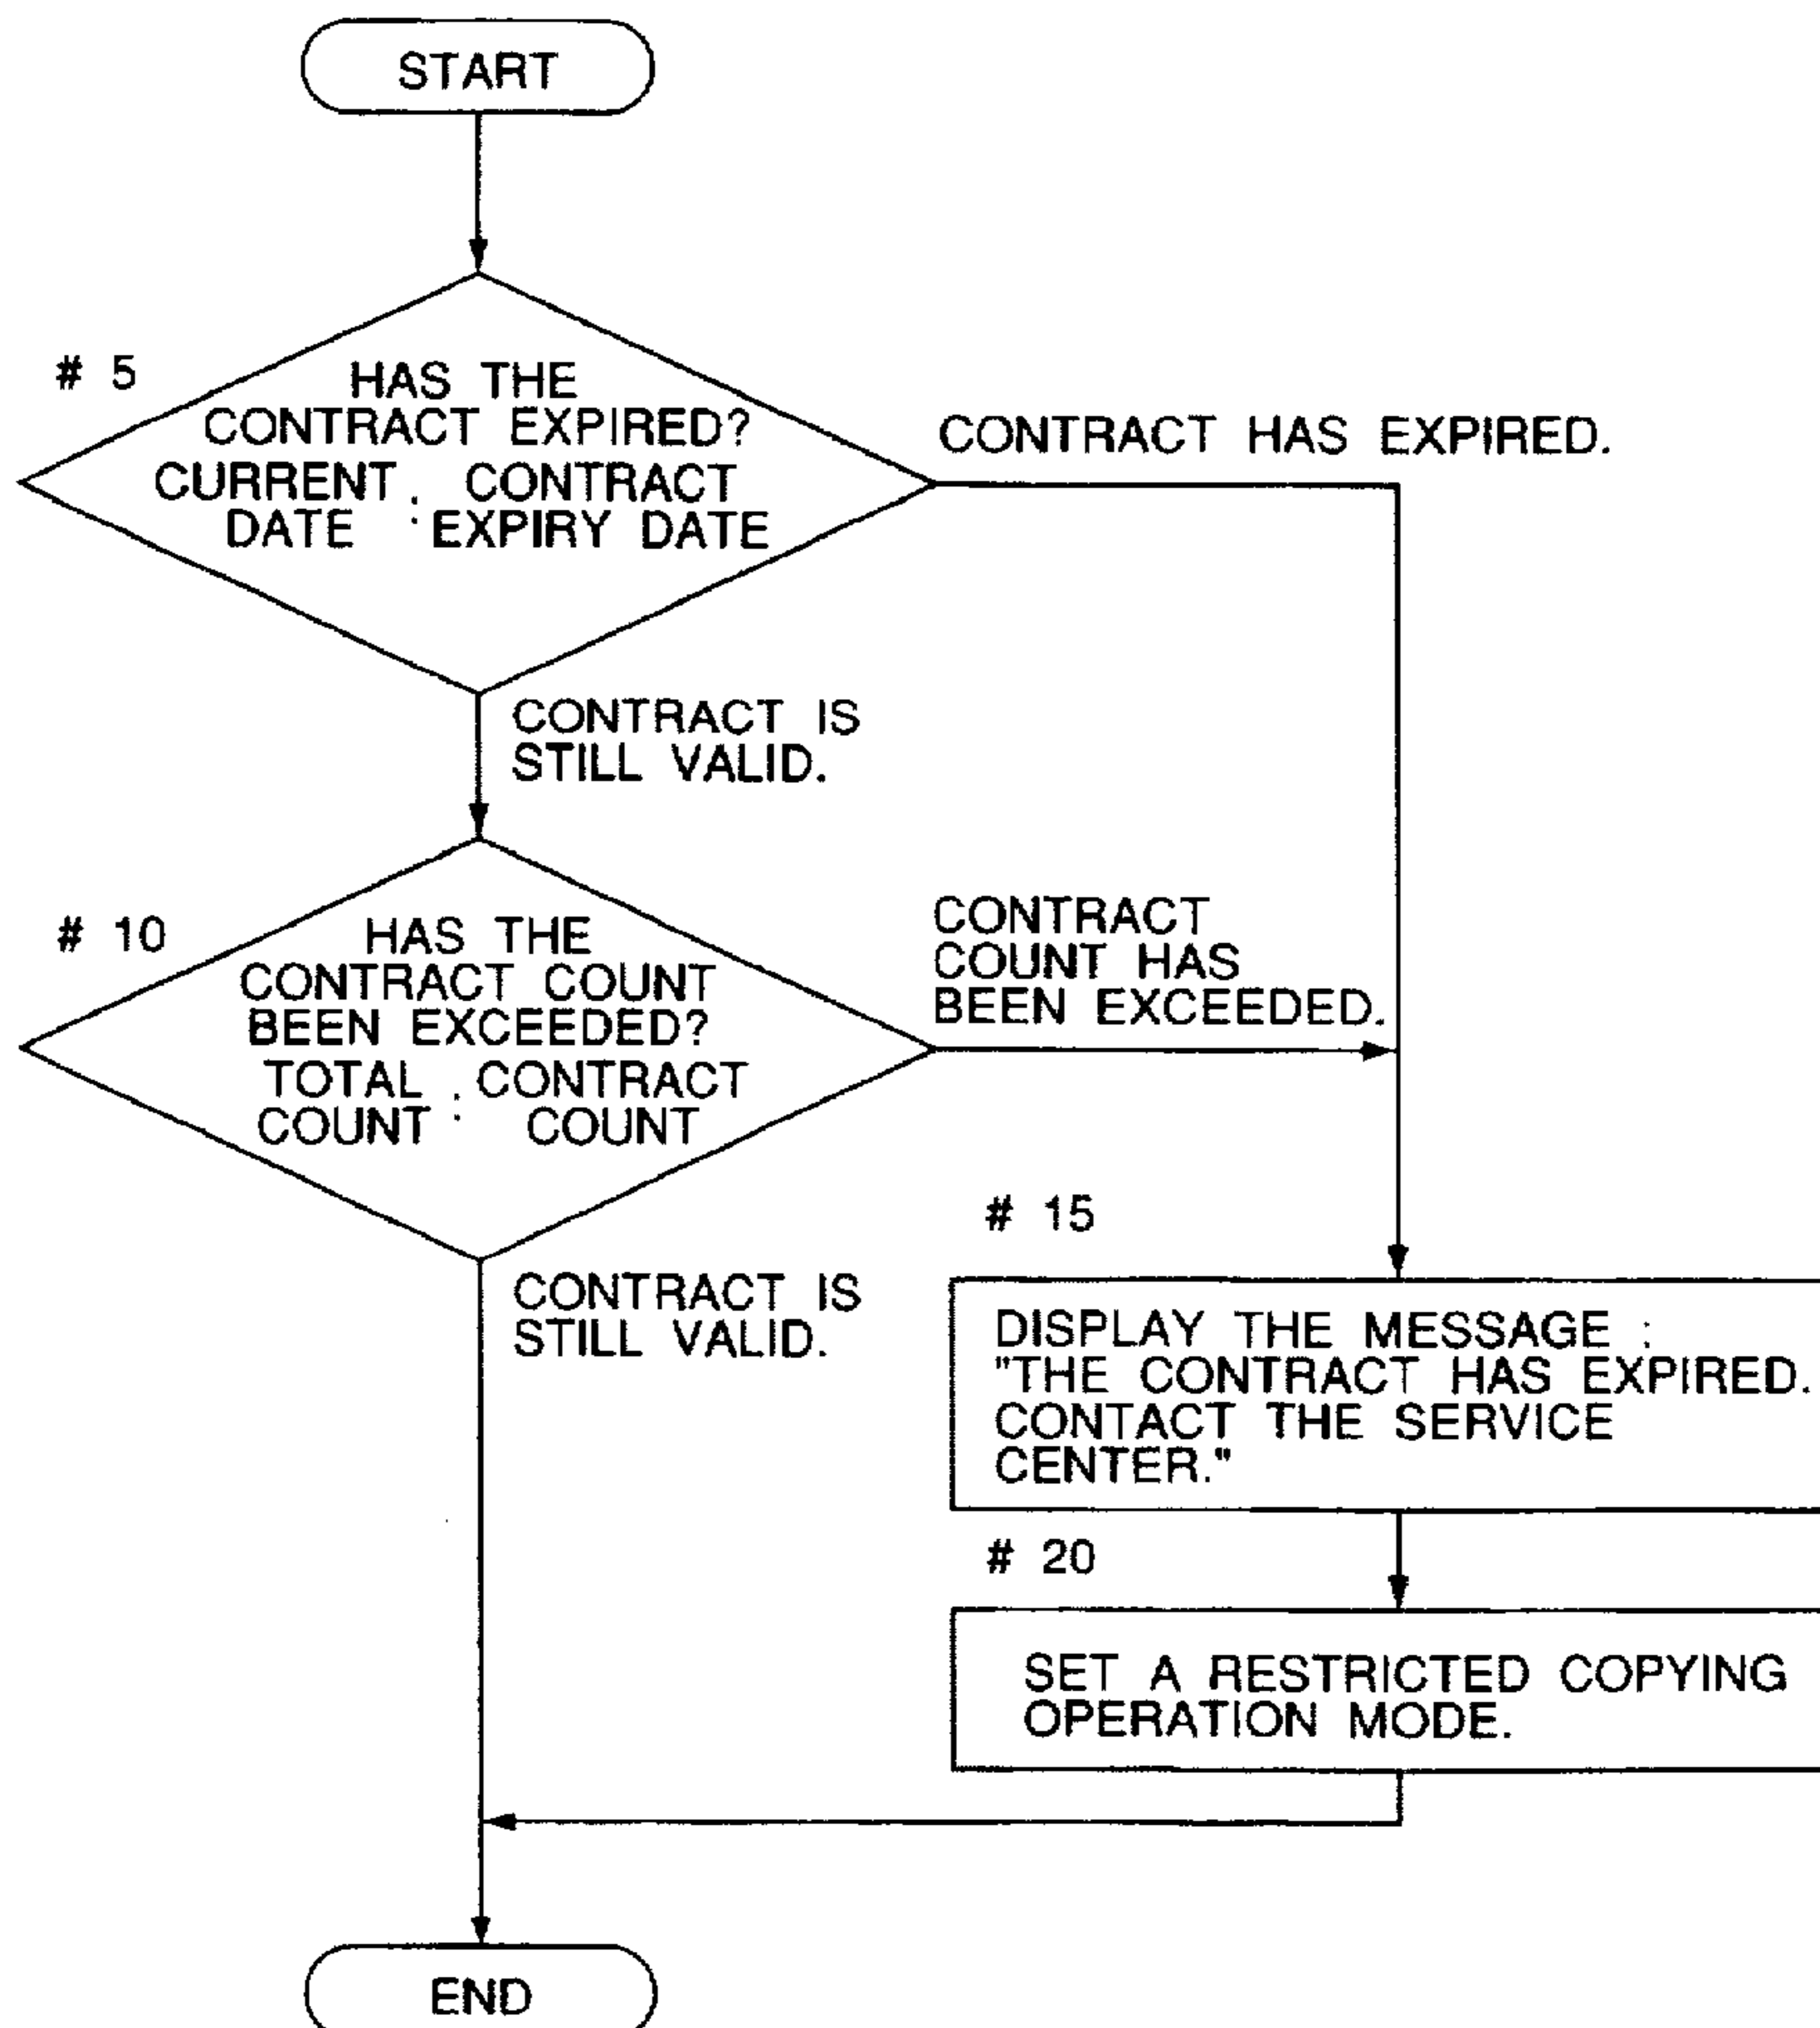 START
# 5
HAS THE
CONTRACT EXPIRED?
CURRENT : CONTRACT
DATE : EXPIRY DATE
CONTRACT HAS EXPIRED.
CONTRACT IS
STILL VALID.
# 10
HAS THE
CONTRACT COUNT
BEEN EXCEEDED?
TOTAL : CONTRACT
COUNT : COUNT
CONTRACT
COUNT HAS
BEEN EXCEEDED.
CONTRACT IS
STILL VALID.
# 15
DISPLAY THE MESSAGE :
"THE CONTRACT HAS EXPIRED.
CONTACT THE SERVICE
CENTER."
# 20
SET A RESTRICTED COPYING
OPERATION MODE.
END